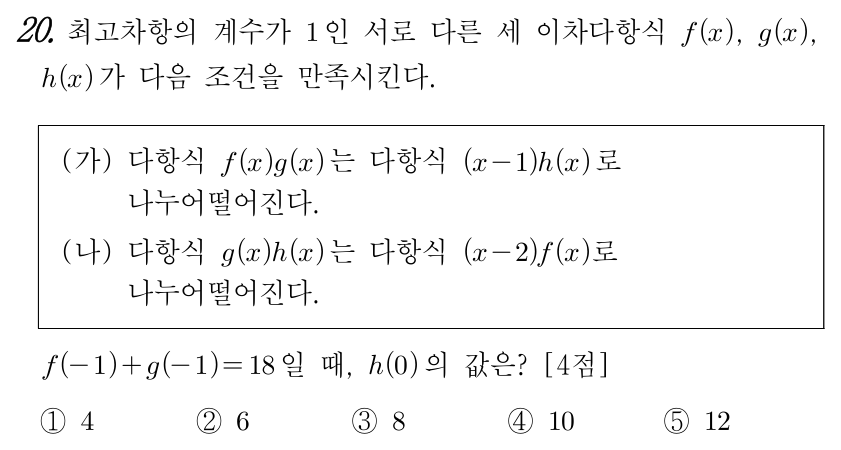 20. 최고차항의 계수가 1인 서로 다른 세 이차다항식 f(x), g(x),
h(x)가 다음 조건을 만족시킨다.
(가) 다항식 f(x)g(x)는 다항식 (x-1)h(x)로
나누어떨어진다.
(나) 다항식 g(x)h(x)는 다항식 (x-2)f(x)로
나누어떨어진다.
f(-1)+g(-1)=18일 때, h(0)의 값은? [4점]
① 4 ② 6 ③ 8 ④ 10 ⑤ 12